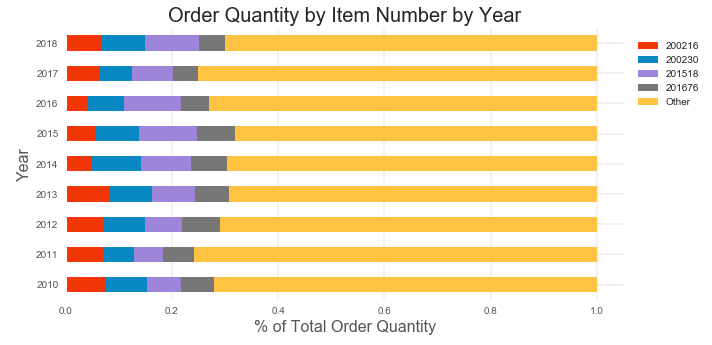 Order Quantity by Item Number by Year
200216
200230
201518
201676
Other
Year
2018
2017
2016
2015
2014
2013
2012
2011
2010
0.0 0.2 0.4 0.6 0.8 1.0
% of Total Order Quantity